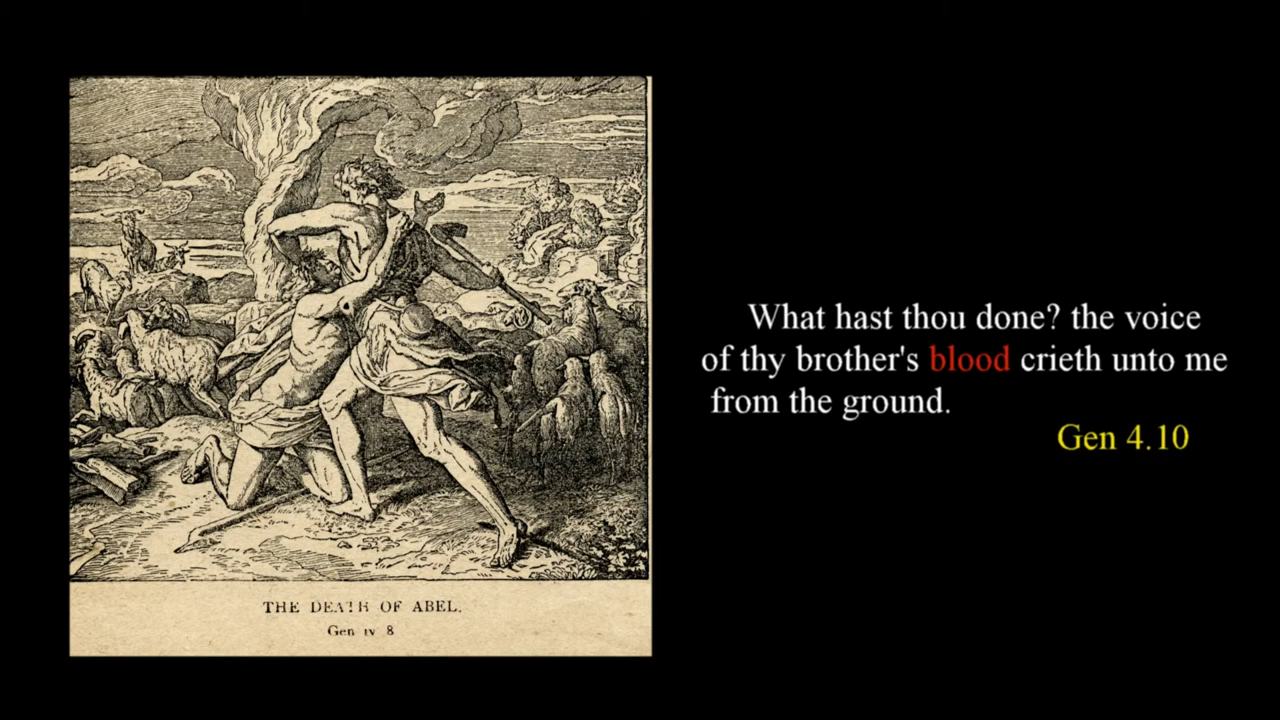 THE DEATH OF ABEL.
Gen iv 8
What hast thou done? the voice
of thy brother's blood crieth unto me
from the ground.
Gen 4.10